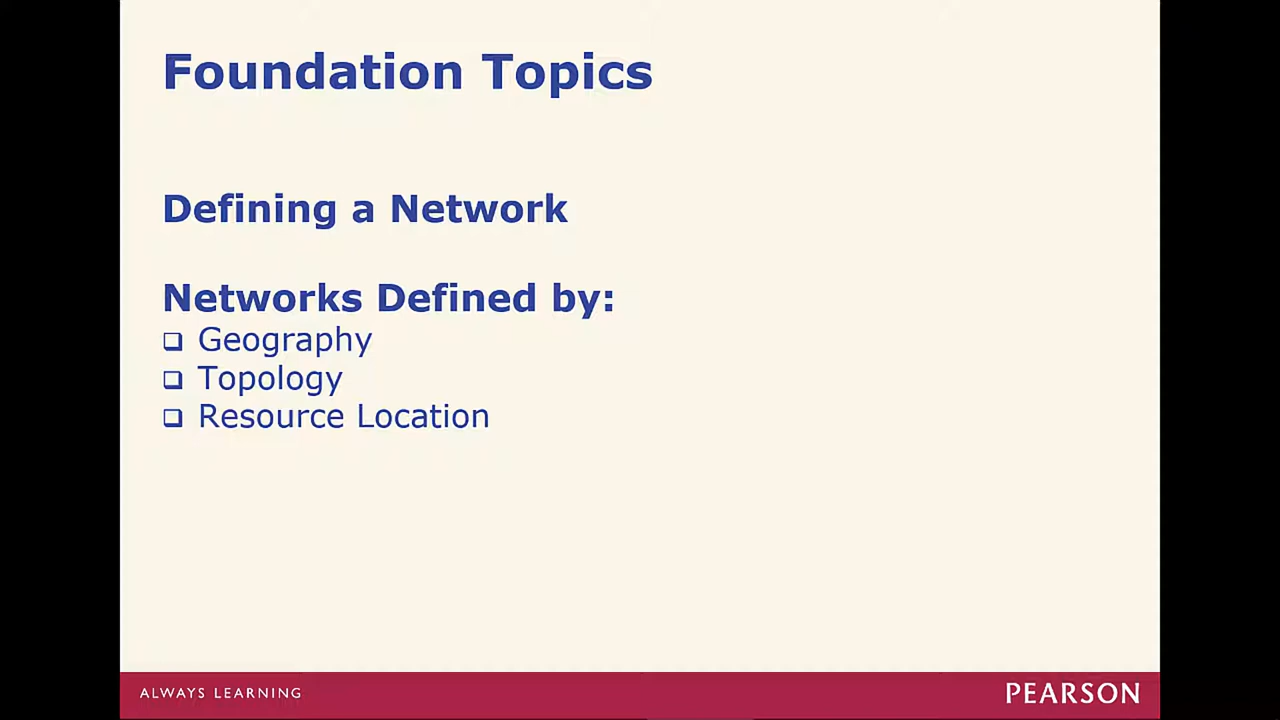 Foundation Topics
Defining a Network
Networks Defined by:
❑ Geography
❑ Topology
❑ Resource Location
ALWAYS LEARNING
PEARSON